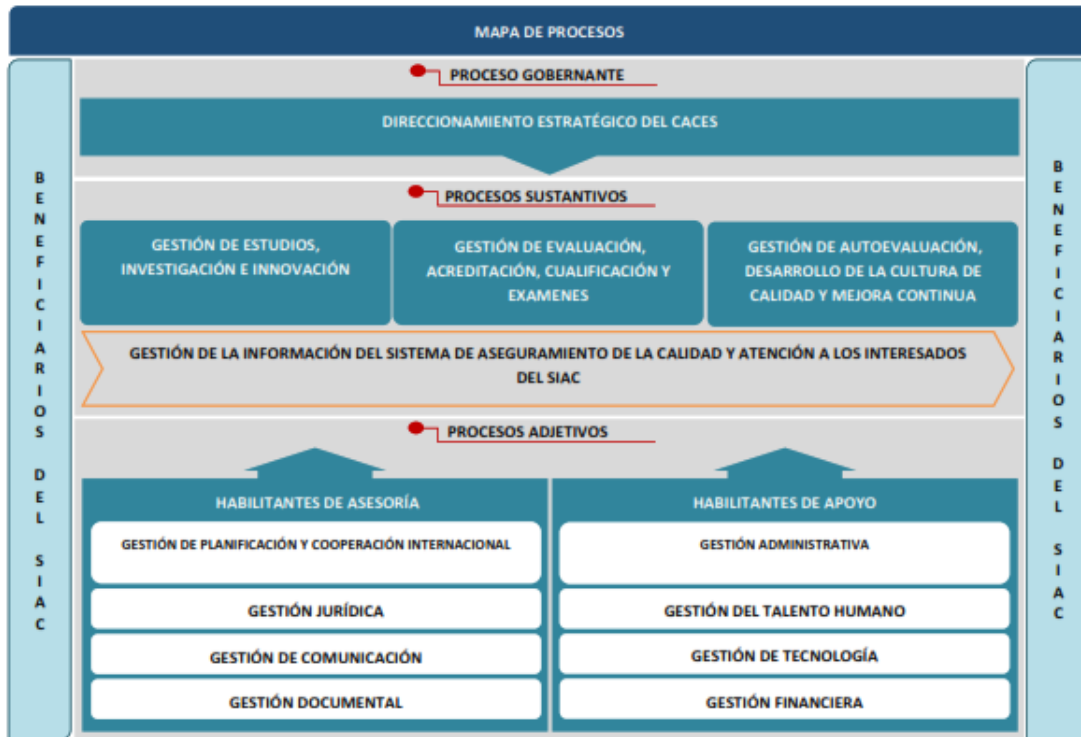 MAPA DE PROCESOS
BENEFICIARIOS DEL SIAC
PROCESO GOBERNANTE
DIRECCIONAMIENTO ESTRATÉGICO DEL CACES
PROCESOS SUSTANTIVOS
GESTIÓN DE ESTUDIOS,
INVESTIGACIÓN E INNOVACIÓN
GESTIÓN DE EVALUACIÓN,
ACREDITACIÓN, CUALIFICACIÓN Y
EXAMENES
GESTIÓN DE AUTOEVALUACIÓN,
DESARROLLO DE LA CULTURA DE
CALIDAD Y MEJORA CONTINUA
GESTIÓN DE LA INFORMACIÓN DEL SISTEMA DE ASEGURAMIENTO DE LA CALIDAD Y ATENCIÓN A LOS INTERESADOS
DEL SIAC
PROCESOS ADJETIVOS
HABILITANTES DE ASESORÍA
GESTIÓN DE PLANIFICACIÓN Y COOPERACIÓN INTERNACIONAL
GESTIÓN JURÍDICA
GESTIÓN DE COMUNICACIÓN
GESTIÓN DOCUMENTAL
HABILITANTES DE APOYO
GESTIÓN ADMINISTRATIVA
GESTIÓN DEL TALENTO HUMANO
GESTIÓN DE TECNOLOGÍA
GESTIÓN FINANCIERA
BENEFICIARIOS DEL SIAC